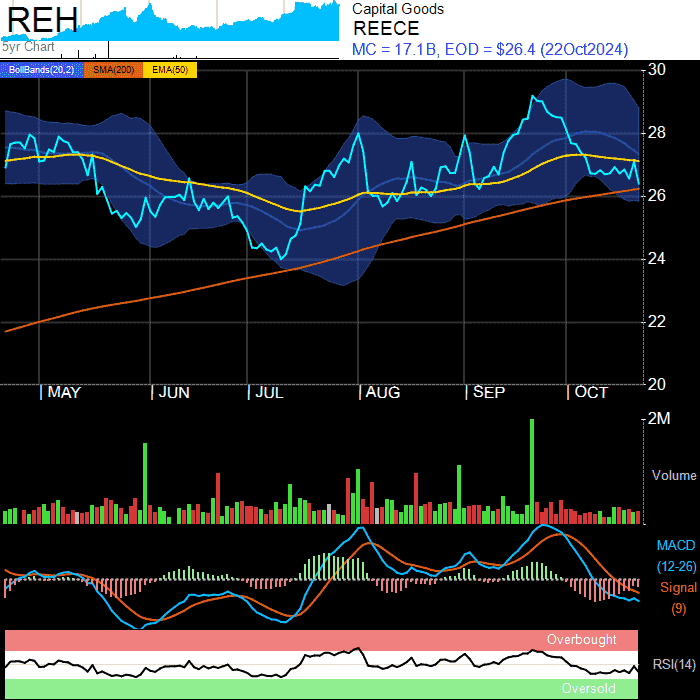 REH
5yr Chart
Capital Goods
REECE
MC = 17.1B, EOD = $26.4 (22Oct2024)
BollBands(20,2) SMA(200) EMA(50)
30
28
26
24
22
20
MAY JUN JUL AUG SEP OCT
2M
Volume
MACD
(12-26)
Signal
(9)
Overbought
RSI(14)
Oversold